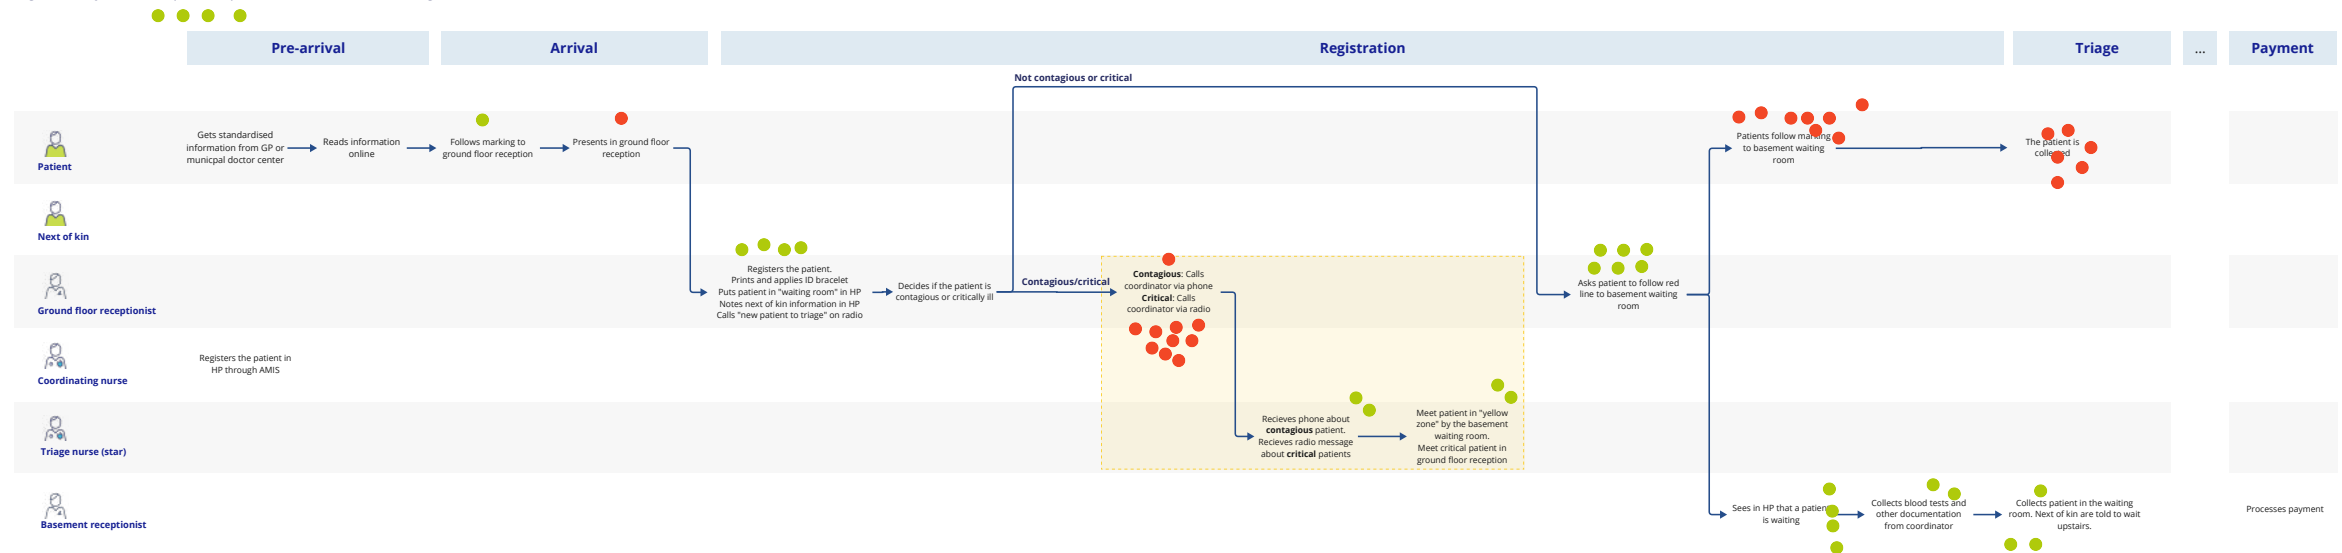 Pre-arrival
Arrival
Registration
Triage
...
Payment
Not contagious or critical
Patient
Gets standardised
information from GP or
municpal doctor center
Reads information
online
Follows marking to
ground floor reception
Presents in ground floor
reception
Patients follow marking
to basement waiting
room
The patient is
collected
Next of kin
Ground floor receptionist
Registers the patient.
Prints and applies ID bracelet
Puts patient in "waiting room" in HP
Notes next of kin information in HP
Calls "new patient to triage" on radio
Decides if the patient is
contagious or critically ill
Contagious/critical
Contagious: Calls
coordinator via phone
Critical: Calls
coordinator via radio
Asks patient to follow red
line to basement waiting
room
Coordinating nurse
Registers the patient in
HP through AMIS
Triage nurse (star)
Recieves phone about
contagious patient.
Recieves radio message
about critical patients
Meet patient in "yellow
zone" by the basement
waiting room.
Meet critical patient in
ground floor reception
Basement receptionist
Sees in HP that a patient
is waiting
Collects blood tests and
other documentation
from coordinator
Collects patient in the waiting
room. Next of kin are told to wait
upstairs.
Processes payment